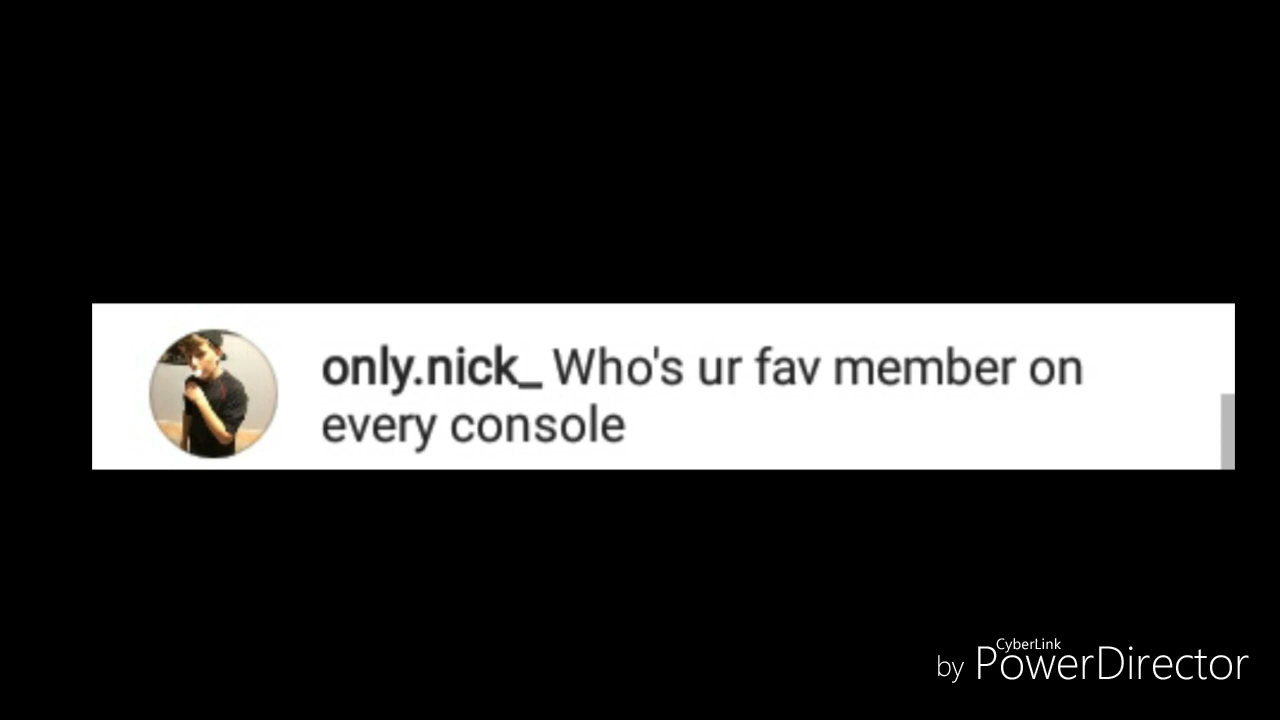 only.nick_ Who's ur fav member on
every console
CyberLink
by PowerDirector